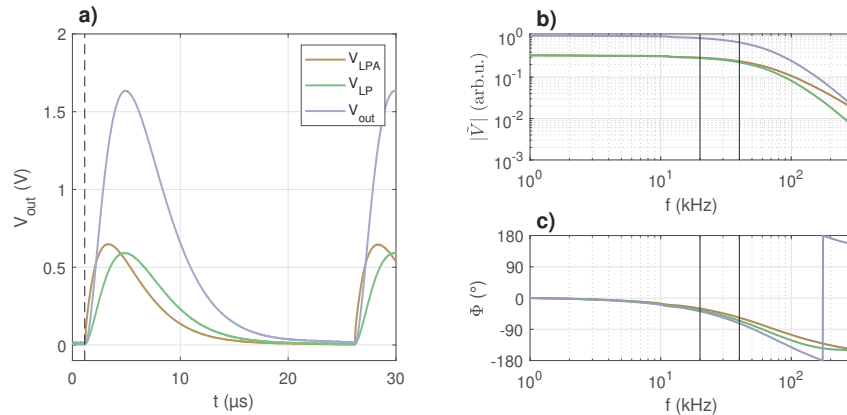 a)
2
1.5
1
0.5
0
V_out (V)
0
10
20
30
t (µs)
V_LPA
V_LP
V_out
b)
10^0
10^-1
10^-2
10^-3
|Ṽ| (arb.u.)
10^0
10^1
10^2
f (kHz)
c)
180
90
0
-90
-180
Φ (°)
10^0
10^1
10^2
f (kHz)